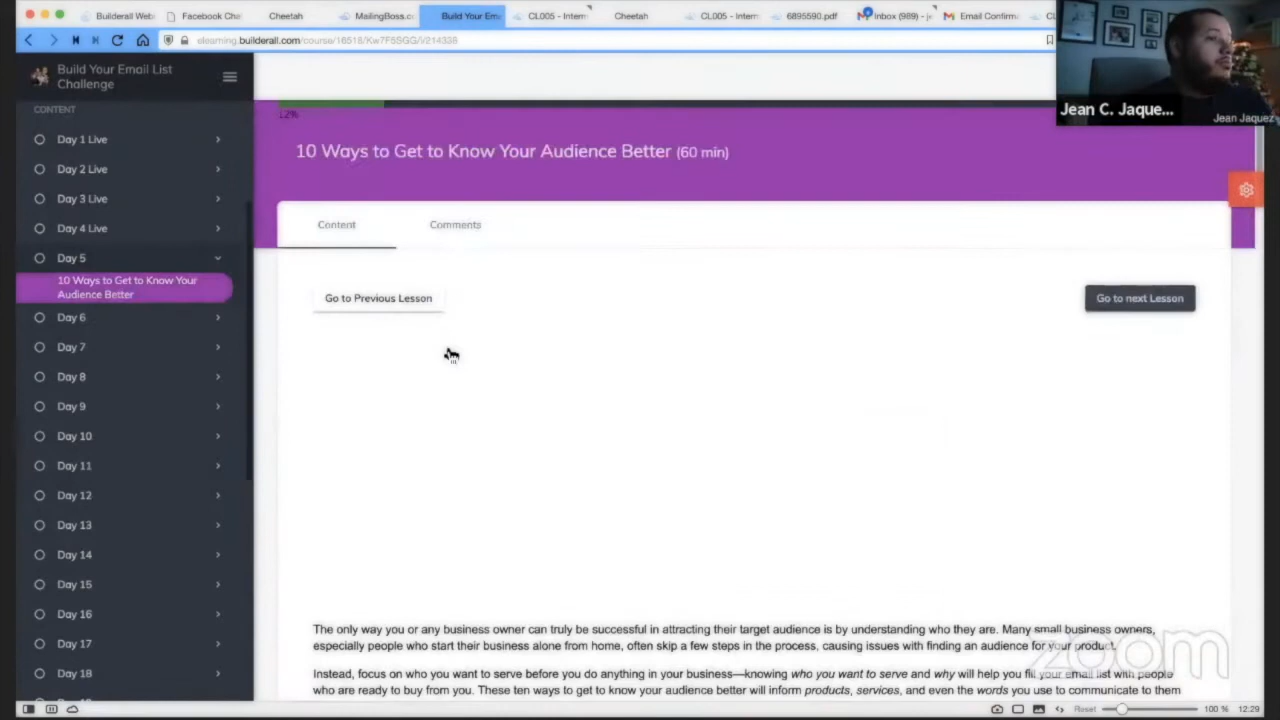 Builderall Web
Facebook Cha
Cheetah
MailingBoss.cc
Build Your Em
CL005 - Intern
Cheetah
CL005 - Intern
6895590.pdf
Inbox (989) - j
Email Confirm
elearning.builderall.com/course/16518/
Jean C. Jaque...
Jean Jaquez
Build Your Email List
Challenge
CONTENT
Day 1 Live
Day 2 Live
Day 3 Live
Day 4 Live
Day 5
10 Ways to Get to Know Your
Audience Better
Day 6
Day 7
Day 8
Day 9
Day 10
Day 11
Day 12
Day 13
Day 14
Day 15
Day 16
Day 17
Day 18
12%
10 Ways to Get to Know Your Audience Better (60 min)
Content
Comments
Go to Previous Lesson
Go to next Lesson
The only way you or any business owner can truly be successful in attracting their target audience is by understanding who they are. Many small business owners,
especially people who start their business alone from home, often skip a few steps in the process, causing issues with finding an audience for your product.
Instead, focus on who you want to serve before you do anything in your business—knowing who you want to serve and why will help you fill your email list with people
who are ready to buy from you. These ten ways to get to know your audience better will inform products, services, and even the words you use to communicate to them
zoom
Reset
100 %
12:29